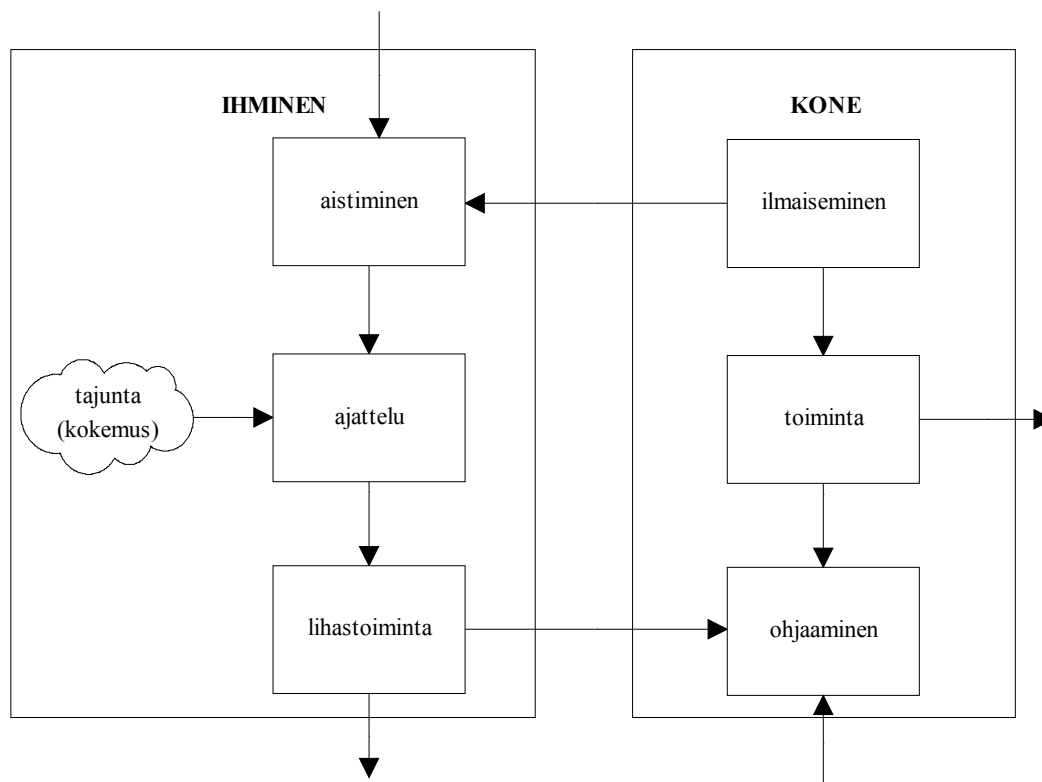 IHMINEN
KONE
aistiminen
ilmaiseminen
tajunta
(kokemus)
ajattelu
toiminta
lihastoiminta
ohjaaminen